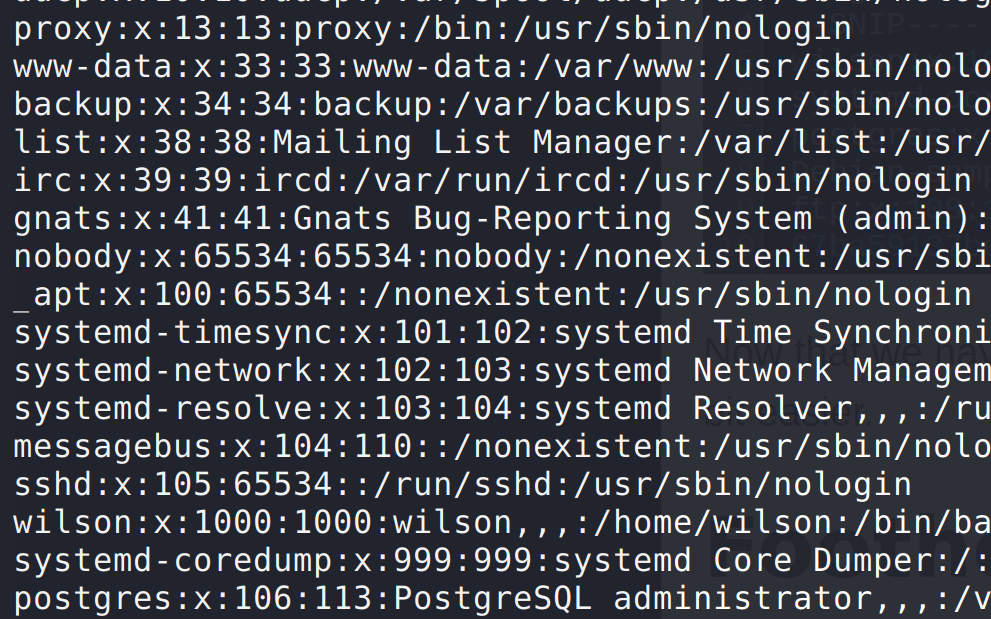 proxy:x:13:13:proxy:/bin:/usr/sbin/nologin
www-data:x:33:33:www-data:/var/www:/usr/sbin/nolo
backup:x:34:34:backup:/var/backups:/usr/sbin/nolo
list:x:38:38:Mailing List Manager:/var/list:/usr/
irc:x:39:39:ircd:/var/run/ircd:/usr/sbin/nologin
gnats:x:41:41:Gnats Bug-Reporting System (admin):
nobody:x:65534:65534:nobody:/nonexistent:/usr/sbi
_apt:x:100:65534::/nonexistent:/usr/sbin/nologin
systemd-timesync:x:101:102:systemd Time Synchroni
systemd-network:x:102:103:systemd Network Managem
systemd-resolve:x:103:104:systemd Resolver,,,:/ru
messagebus:x:104:110::/nonexistent:/usr/sbin/nolo
sshd:x:105:65534::/run/sshd:/usr/sbin/nologin
wilson:x:1000:1000:wilson,,,:/home/wilson:/bin/ba
systemd-coredump:x:999:999:systemd Core Dumper:/:
postgres:x:106:113:PostgreSQL administrator,,,:/v
Now that we hav
bit easier.